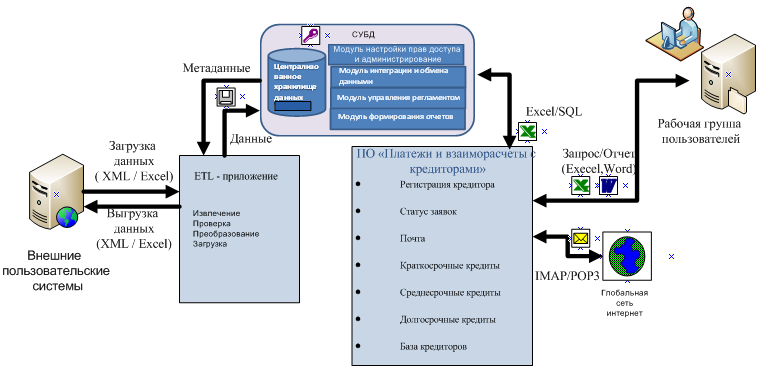 СУБД
Модуль настройки прав доступа
и администрирование
Централизо
ванное
хранилище
данных
Модуль интеграции и обмена
данными
Модуль управления регламентом
Модуль формирования отчетов
Метаданные
Данные
Excel/SQL
Рабочая группа
пользователей
Загрузка
данных
( XML / Excel)
Выгрузка
данных
(XML / Excel)
Внешние
пользовательские
системы
ETL - приложение
Извлечение
Проверка
Преобразование
Загрузка
ПО «Платежи и взаиморасчеты с
кредиторами»
• Регистрация кредитора
• Статус заявок
• Почта
• Краткосрочные кредиты
• Среднесрочные кредиты
• Долгосрочные кредиты
• База кредиторов
Запрос/Отчет
(Execel,Word)
IMAP/POP3
Глобальная
сеть
интернет